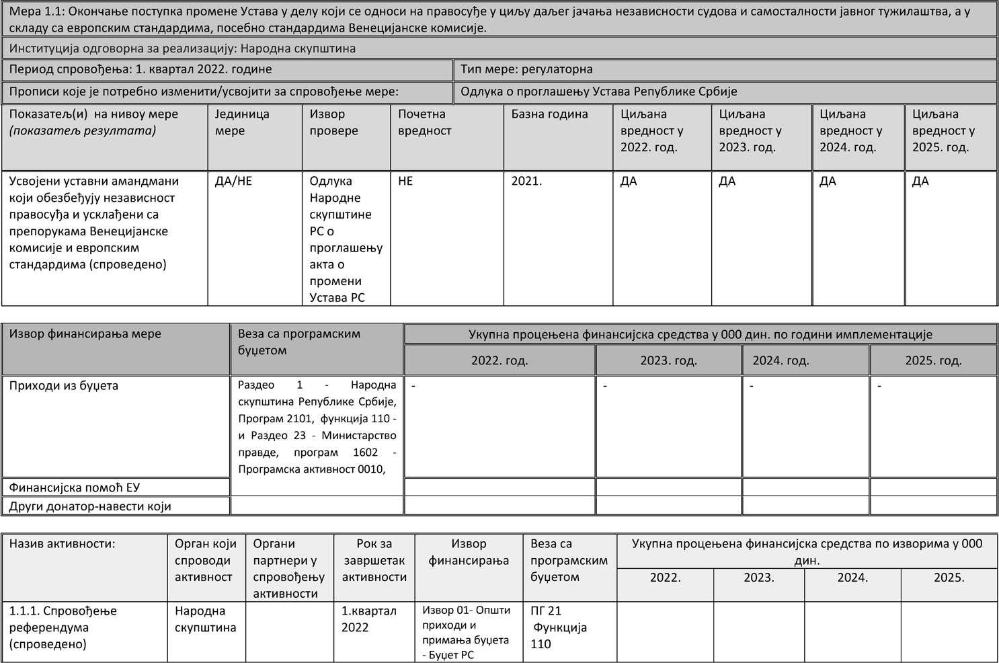 Мера 1.1: Окончање поступка промене Устава у делу који се односи на правосуђе у циљу даљег јачања независности судова и самосталности јавног тужилаштва, а у
складу са европским стандардима, посебно стандардима Венецијанске комисије.
Институција одговорна за реализацију: Народна скупштина
Период спровођења: 1. квартал 2022. године
Тип мере: регулаторна
Прописи које је потребно изменити/усвојити за спровођење мере:
Одлука о проглашењу Устава Републике Србије
Показатељ(и) на нивоу мере
(показатељ резултата)
Јединица
мере
Извор
провере
Почетна
вредност
Базна година
Циљана
вредност у
2022. год.
Циљана
вредност у
2023. год.
Циљана
вредност у
2024. год.
Циљана
вредност у
2025. год.
Усвојени уставни амандмани
који обезбеђују независност
правосуђа и усклађени са
препорукама Венецијанске
комисије и европским
стандардима (спроведено)
ДА/НЕ
Одлука
Народне
скупштине
РС о
проглашењу
акта о
промени
Устава РС
НЕ
2021.
ДА
ДА
ДА
ДА
Извор финансирања мере
Веза са програмским
буџетом
Укупна процењена финансијска средства у 000 дин. по години имплементације
2022. год.
2023. год.
2024. год.
2025. год.
Приходи из буџета
Раздео 1 - Народна
скупштина Републике Србије,
Програм 2101, функција 110 -
и Раздео 23 - Министарство
правде, програм 1602 -
Програмска активност 0010,
-
-
-
-
Финансијска помоћ ЕУ
Други донатор-навести који
Назив активности:
Орган који
спроводи
активност
Органи
партнери у
спровођењу
активности
Рок за
завршетак
активности
Извор
финансирања
Веза са
програмским
буџетом
Укупна процењена финансијска средства по изворима у 000
дин.
2022.
2023.
2024.
2025.
1.1.1. Спровођење
референдума
(спроведено)
Народна
скупштина
1.квартал
2022
Извор 01- Општи
приходи и
примања буџета
- Буџет РС
ПГ 21
Функција
110